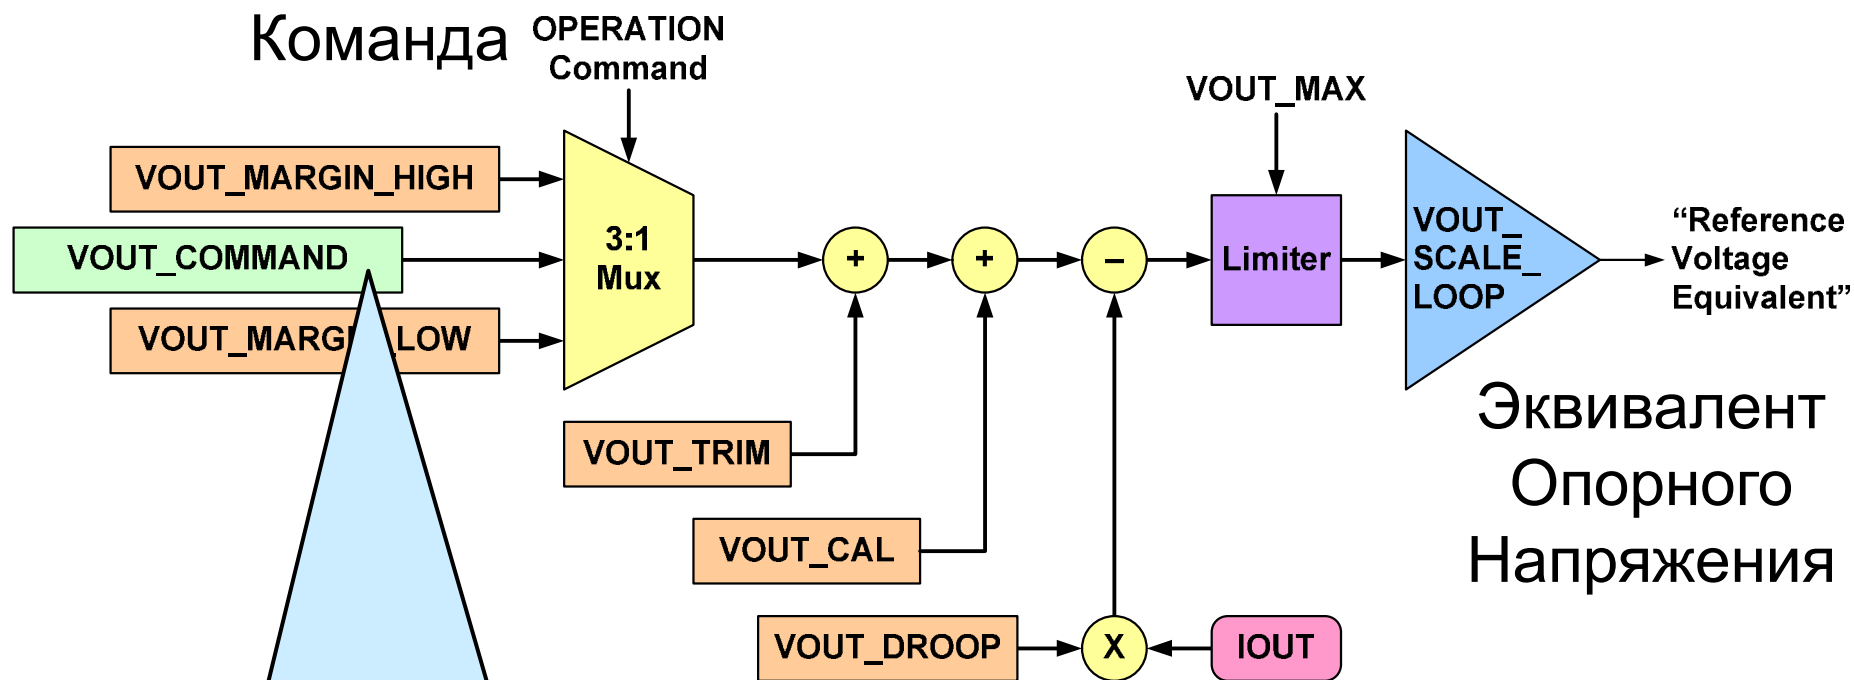 Команда
OPERATION
Command
VOUT_MAX
VOUT_MARGIN_HIGH
VOUT_COMMAND
VOUT_MARGIN_LOW
3:1
Mux
+
+
–
Limiter
VOUT_
SCALE_
LOOP
“Reference
Voltage
Equivalent”
Эквивалент
Опорного
Напряжения
VOUT_TRIM
VOUT_CAL
VOUT_DROOP
X
IOUT